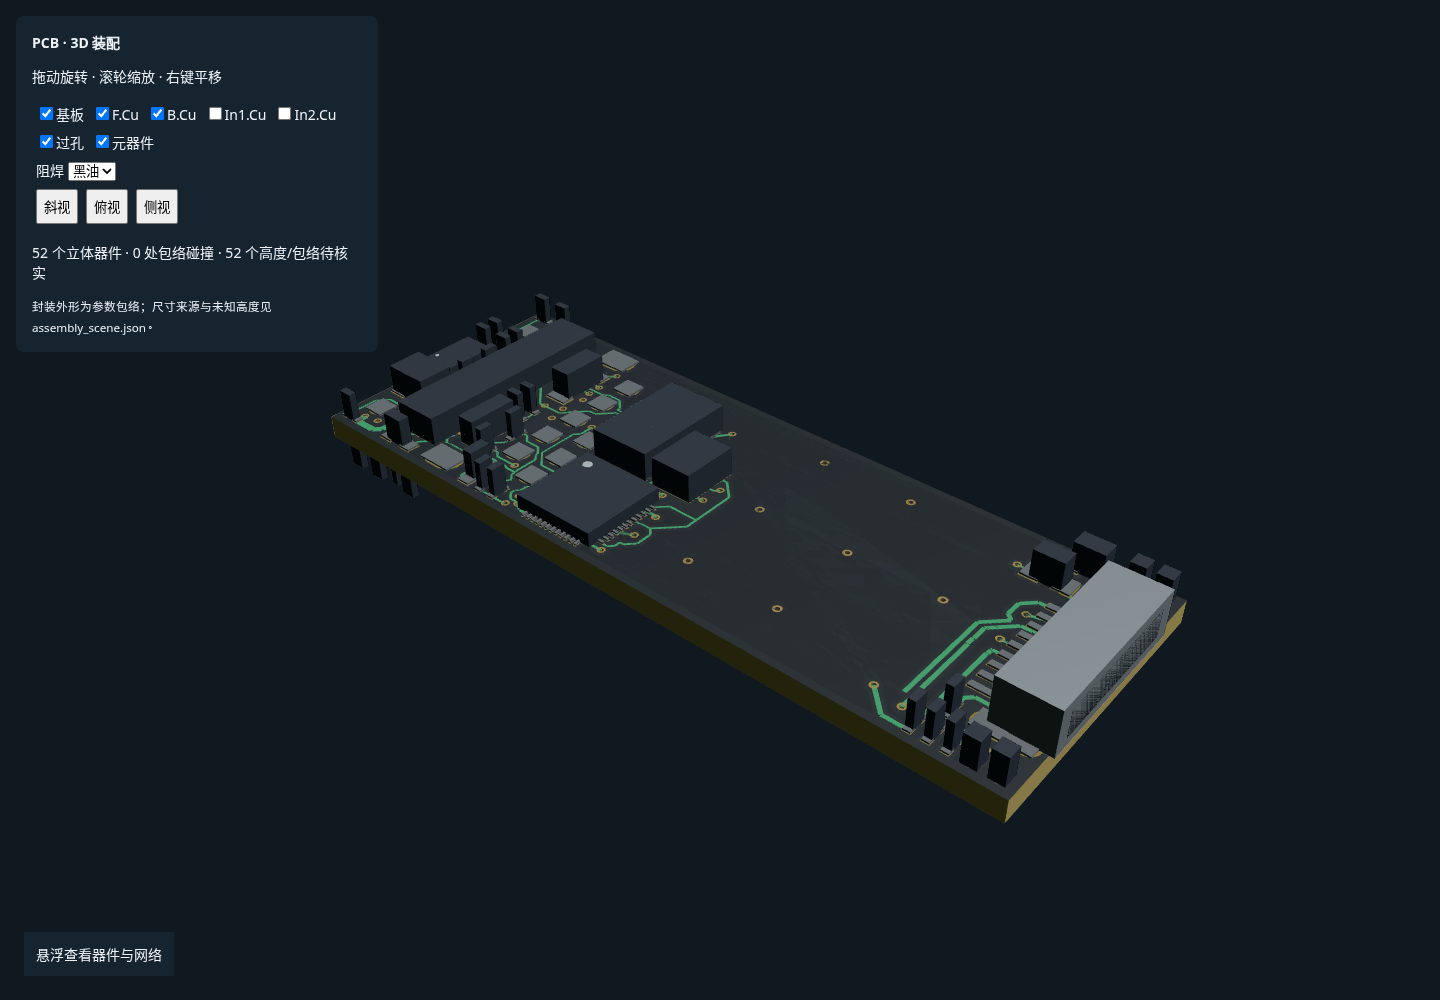 PCB · 3D 装配
拖动旋转 · 滚轮缩放 · 右键平移
基板 F.Cu B.Cu In1.Cu In2.Cu
过孔 元器件
阻焊 黑油
斜视 俯视 侧视
52 个立体器件 · 0 处包络碰撞 · 52 个高度/包络待核
实
封装外形为参数包络；尺寸来源与未知高度见
assembly_scene.json。
悬浮查看器件与网络